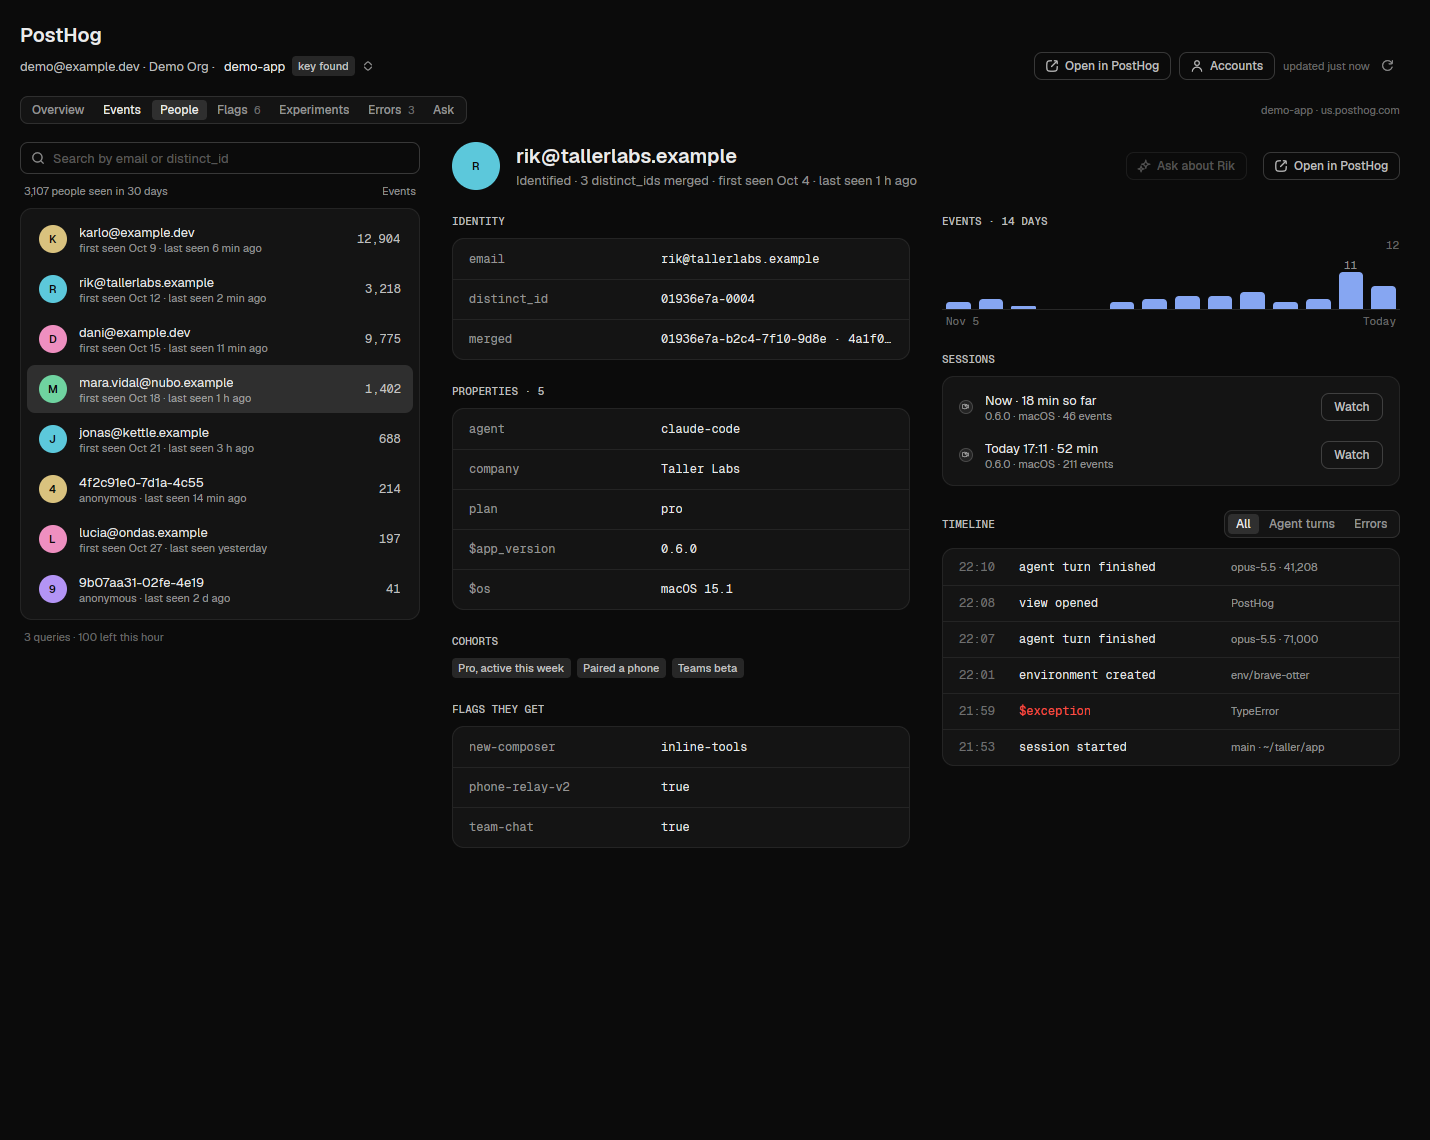 PostHog
demo@example.dev · Demo Org · demo-app key found
Open in PostHog
Accounts
updated just now
Overview
Events
People
Flags 6
Experiments
Errors 3
Ask
demo-app · us.posthog.com
Search by email or distinct_id
3,107 people seen in 30 days
Events
K
karlo@example.dev
12,904
first seen Oct 9 · last seen 6 min ago
R
rik@tallerlabs.example
3,218
first seen Oct 12 · last seen 2 min ago
D
dani@example.dev
9,775
first seen Oct 15 · last seen 11 min ago
M
mara.vidal@nubo.example
1,402
first seen Oct 18 · last seen 1 h ago
J
jonas@kettle.example
688
first seen Oct 21 · last seen 3 h ago
4
4f2c91e0-7d1a-4c55
214
anonymous · last seen 14 min ago
L
lucia@ondas.example
197
first seen Oct 27 · last seen yesterday
9
9b07aa31-02fe-4e19
41
anonymous · last seen 2 d ago
3 queries · 100 left this hour
R
rik@tallerlabs.example
Identified · 3 distinct_ids merged · first seen Oct 4 · last seen 1 h ago
Ask about Rik
Open in PostHog
IDENTITY
email rik@tallerlabs.example
distinct_id 01936e7a-0004
merged 01936e7a-b2c4-7f10-9d8e · 4a1f0…
PROPERTIES · 5
agent claude-code
company Taller Labs
plan pro
$app_version 0.6.0
$os macOS 15.1
COHORTS
Pro, active this week
Paired a phone
Teams beta
FLAGS THEY GET
new-composer inline-tools
phone-relay-v2 true
team-chat true
EVENTS · 14 DAYS
12
11
Nov 5
Today
SESSIONS
Now · 18 min so far
0.6.0 · macOS · 46 events
Watch
Today 17:11 · 52 min
0.6.0 · macOS · 211 events
Watch
TIMELINE
All
Agent turns
Errors
22:10 agent turn finished opus-5.5 · 41,208
22:08 view opened PostHog
22:07 agent turn finished opus-5.5 · 71,000
22:01 environment created env/brave-otter
21:59 $exception TypeError
21:53 session started main · ~/taller/app